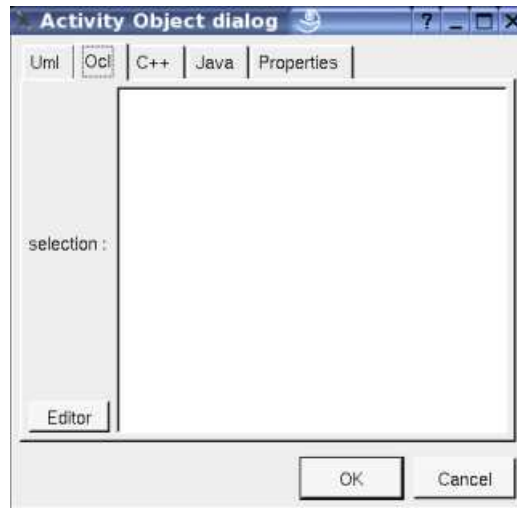 Activity Object dialog ? _
Uml Ocl C++ Java Properties
selection :
Editor
OK Cancel